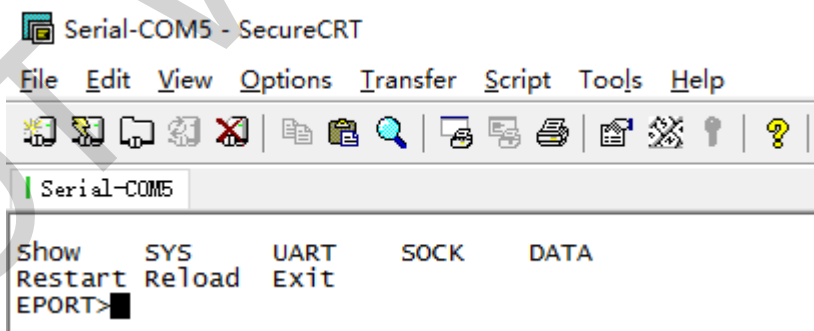 Serial-COM5 - SecureCRT
File Edit View Options Transfer Script Tools Help
Serial-COM5
Show SYS UART SOCK DATA
Restart Reload Exit
EPORT>